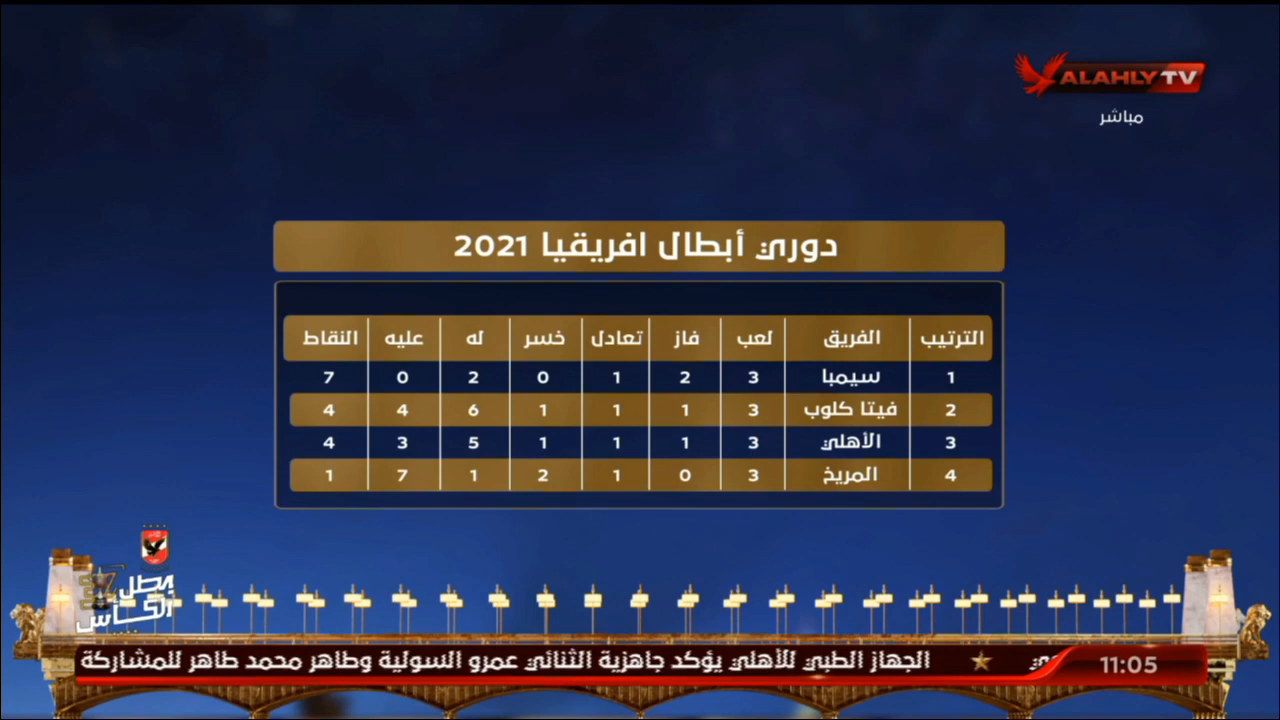 ALAHLY TV
مباشر
دوري أبطال افريقيا 2021
الترتيب الفريق لعب فاز تعادل خسر له عليه النقاط
1 سيمبا 3 2 1 0 2 0 7
2 فيتا كلوب 3 1 1 1 6 4 4
3 الأهلي 3 1 1 1 5 3 4
4 المريخ 3 0 1 2 1 7 1
بطل 37
الكأس
11:05
الجهاز الطبي للأهلي يؤكد جاهزية الثنائي عمرو السولية وطاهر محمد طاهر للمشاركة